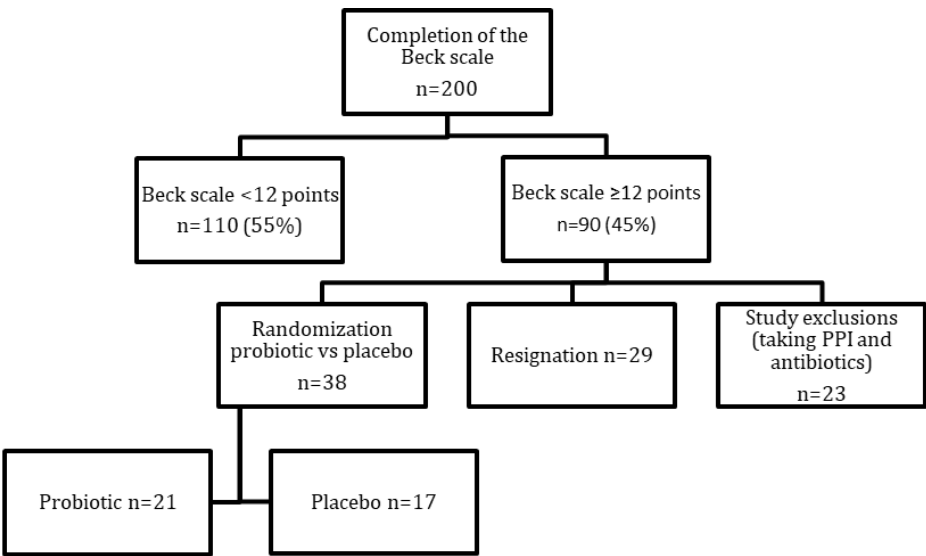 Completion of the
Beck scale
n=200
Beck scale <12 points
n=110 (55%)
Beck scale ≥12 points
n=90 (45%)
Randomization
probiotic vs placebo
n=38
Resignation n=29
Study exclusions
(taking PPI and
antibiotics)
n=23
Probiotic n=21
Placebo n=17